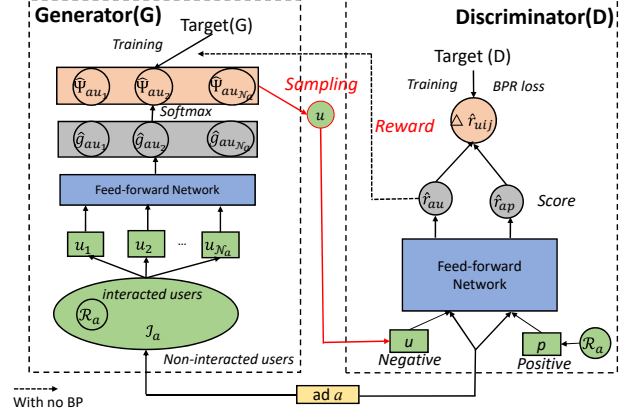 Generator(G)
Target(G)
Training
Ψ̂au1 Ψ̂au2 Ψ̂au𝒩a
Softmax
ĝau1 ĝau2 ĝau𝒩a
Feed-forward Network
u1 u2 ... u𝒩a
interacted users
ℛa
ℐa
Non-interacted users
With no BP
Sampling
u
Reward
ad a
Discriminator(D)
Target (D)
Training BPR loss
△ r̂uij
r̂au r̂ap Score
Feed-forward
Network
u p ℛa
Negative Positive